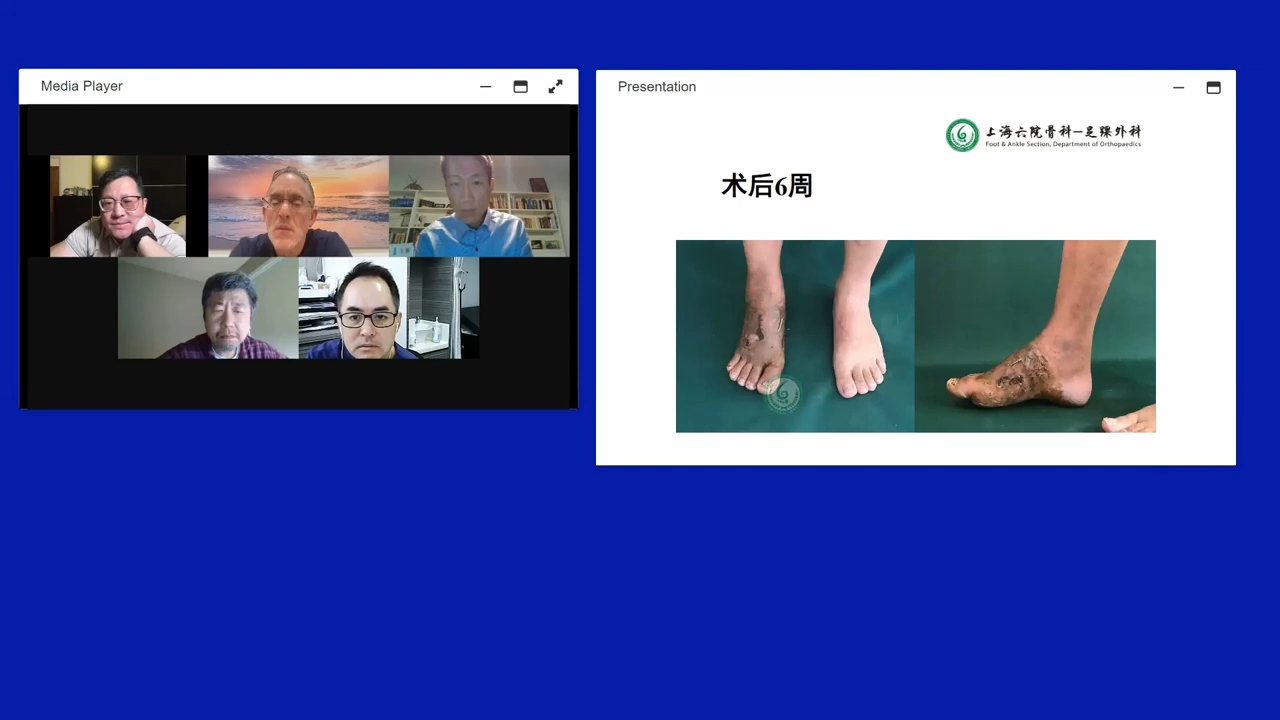 Media Player
Presentation
上海六院骨科–足踝外科
Foot & Ankle Section, Department of Orthopaedics
术后6周